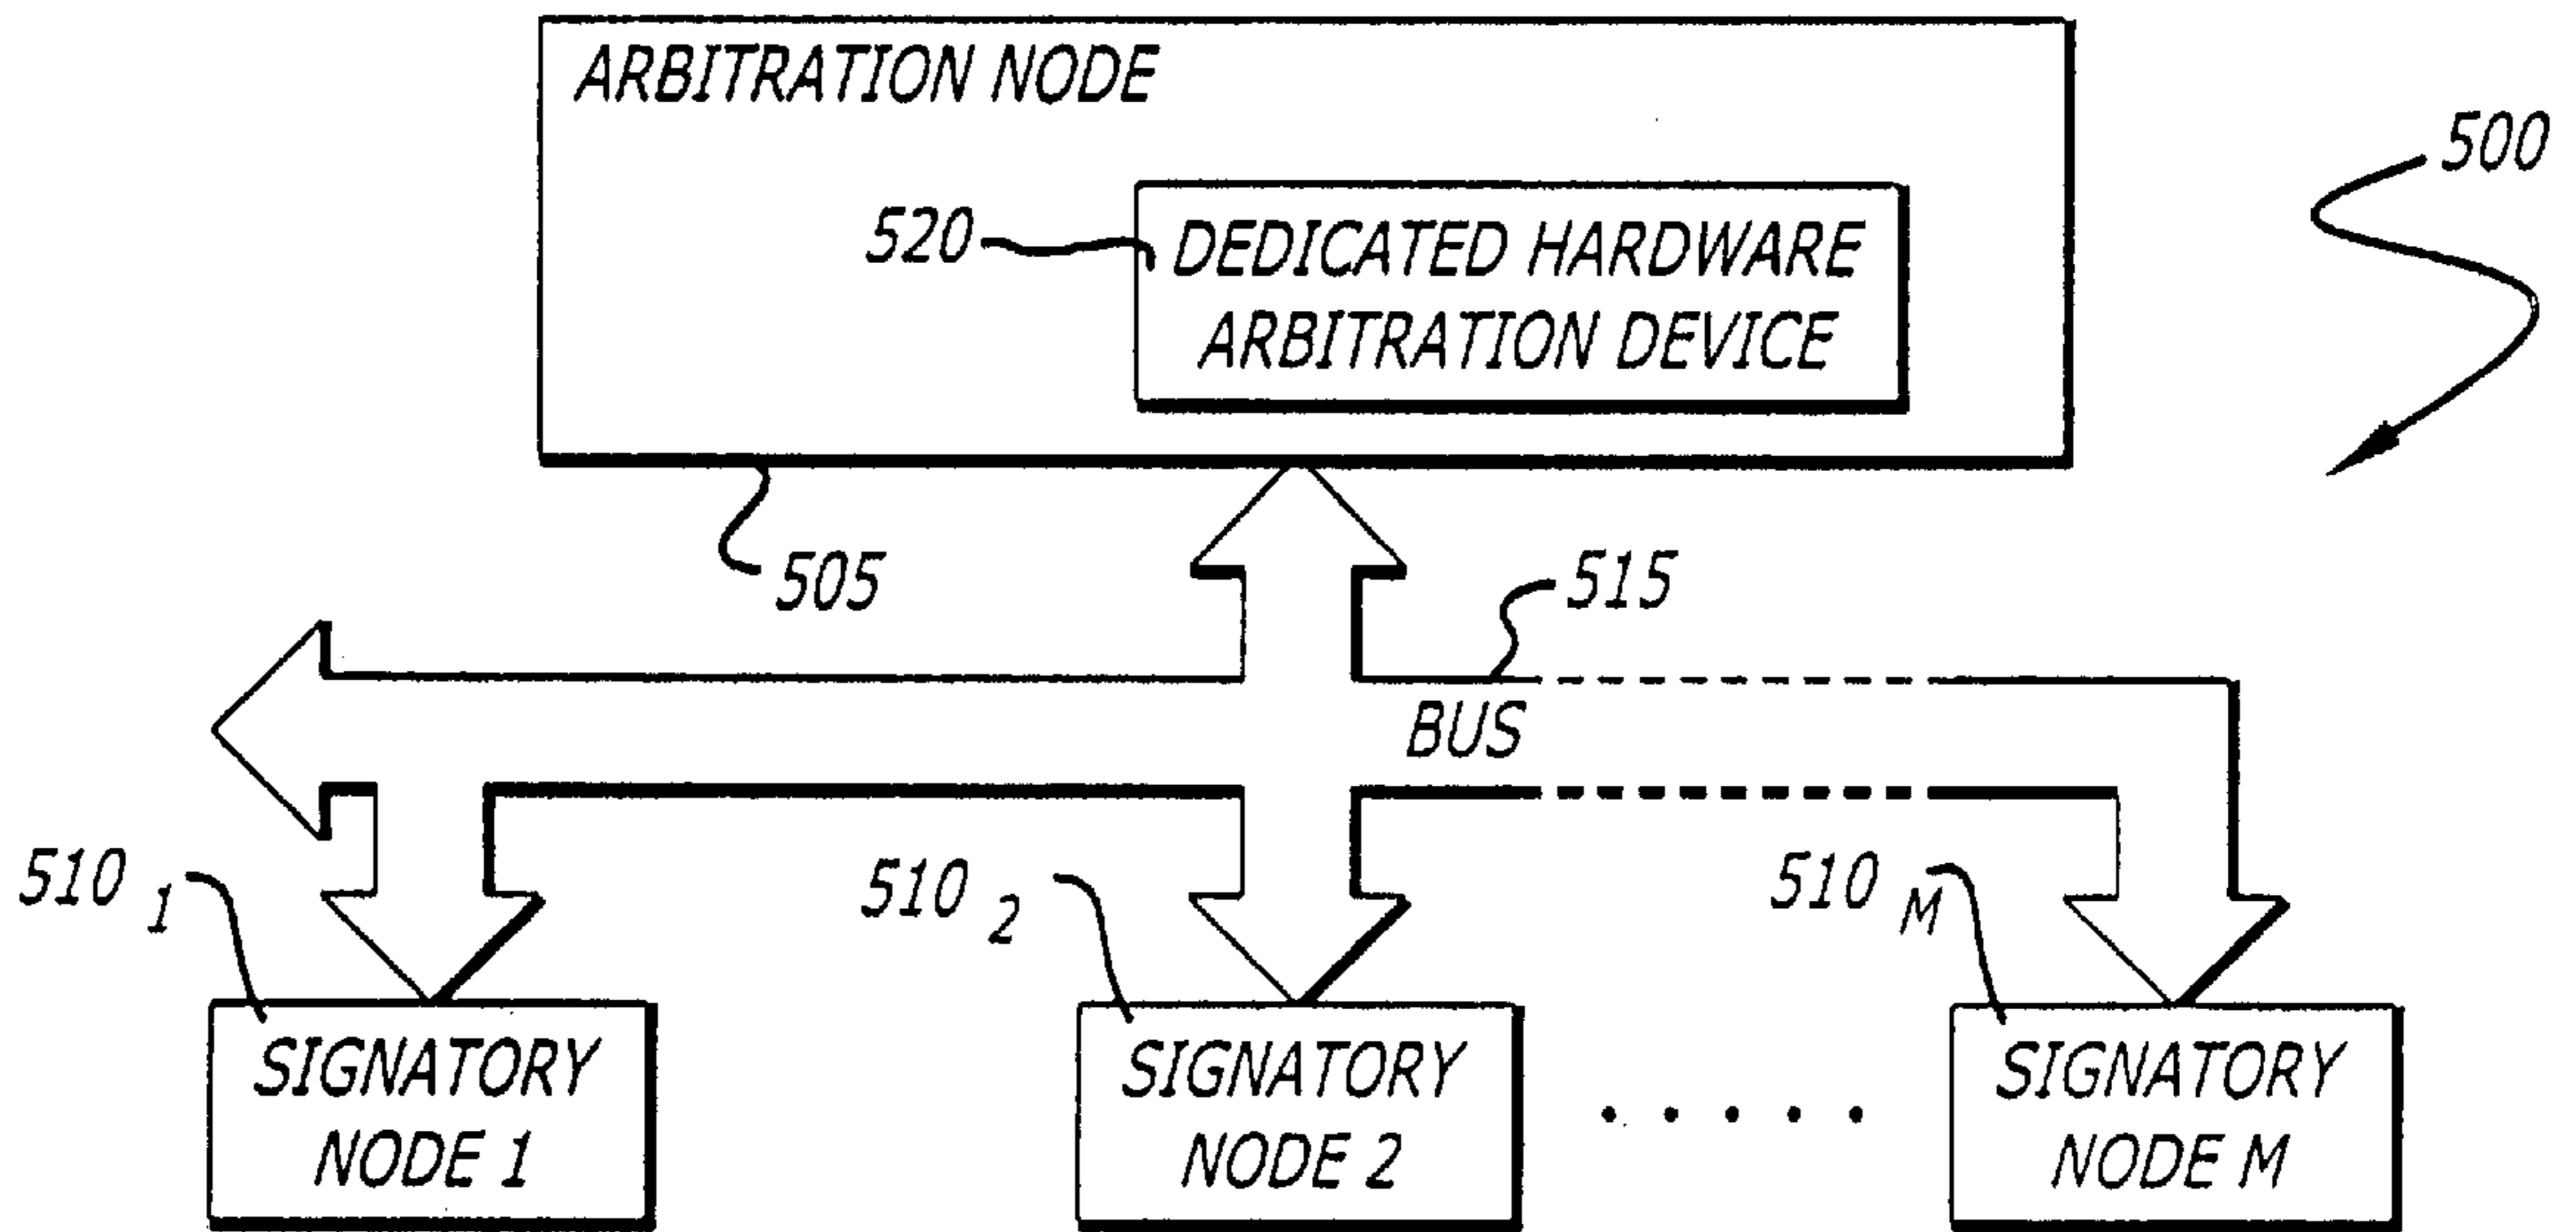 ARBITRATION NODE
500
520
DEDICATED HARDWARE
ARBITRATION DEVICE
505
515
BUS
510 1
510 2
510 M
SIGNATORY
NODE 1
SIGNATORY
NODE 2
. . . . .
SIGNATORY
NODE M